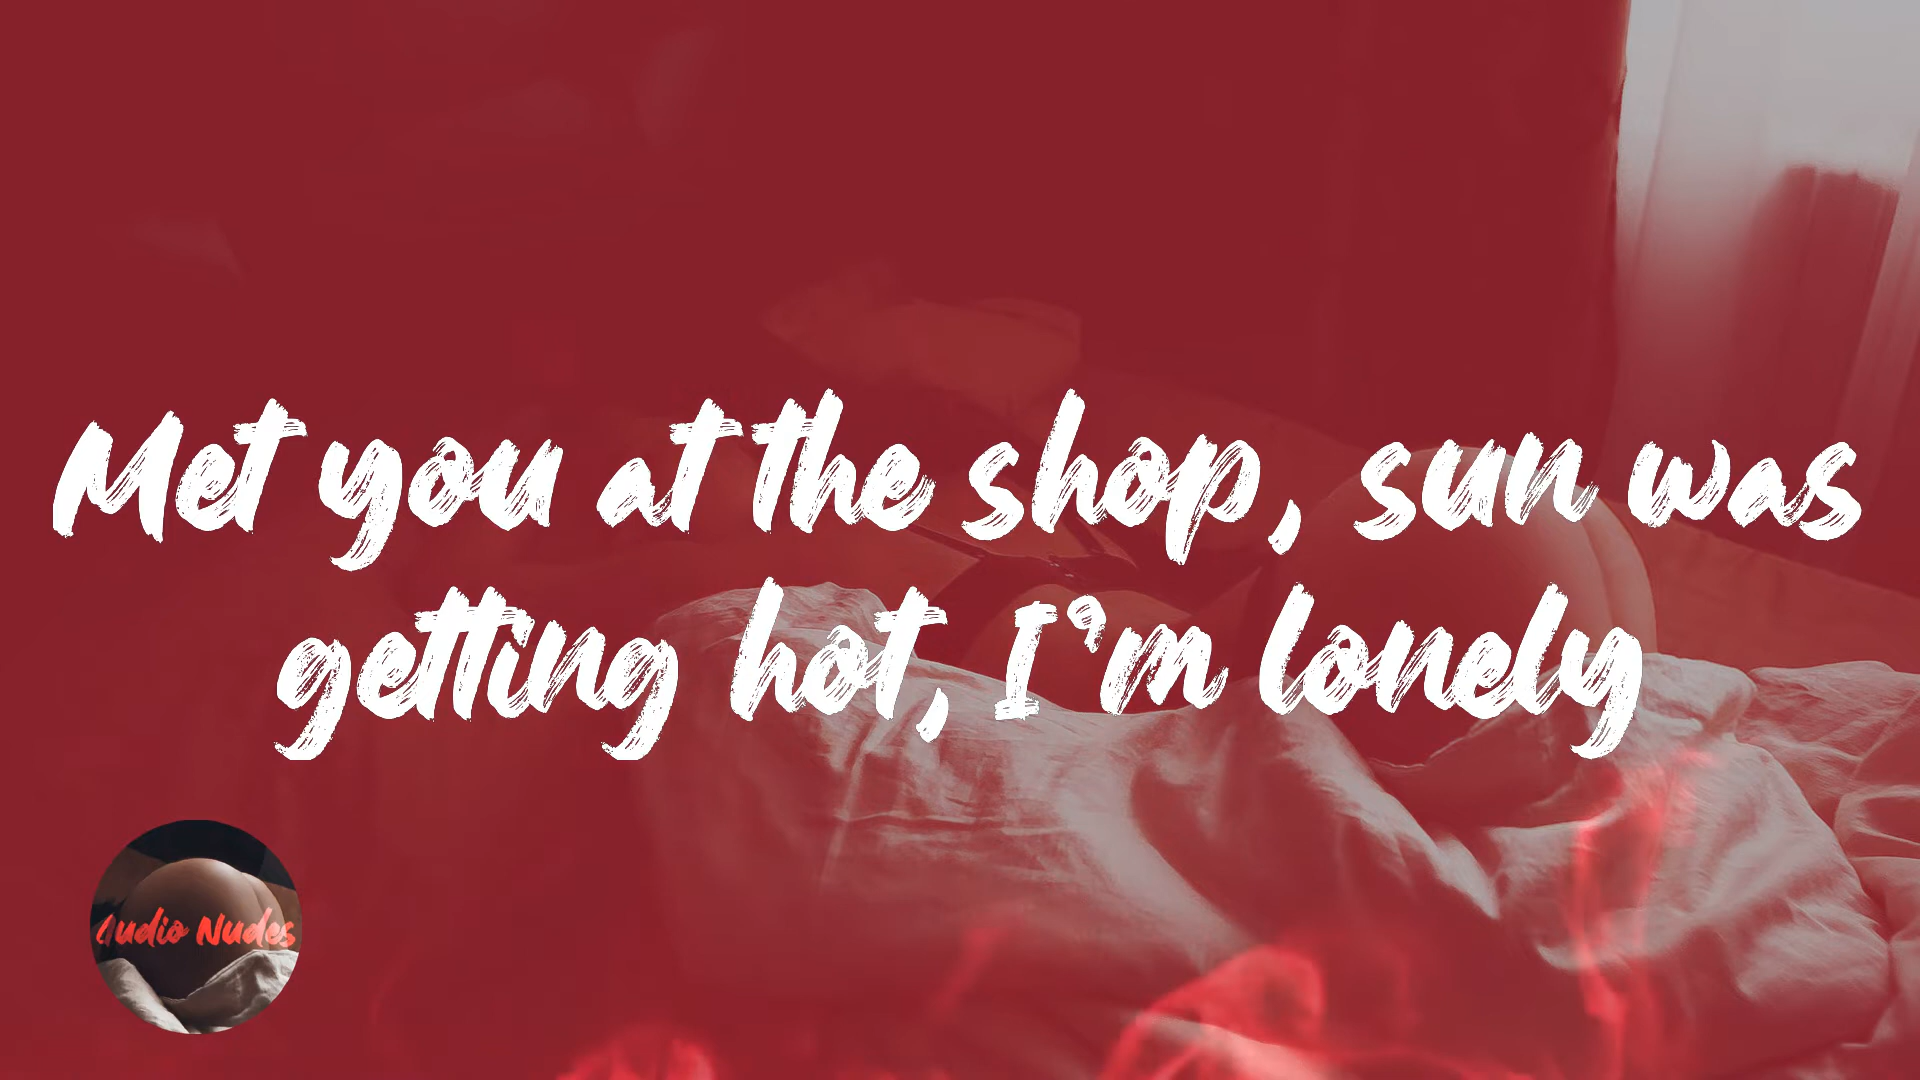 Met you at the shop, sun was
getting hot, I'm lonely
Audio Nudes